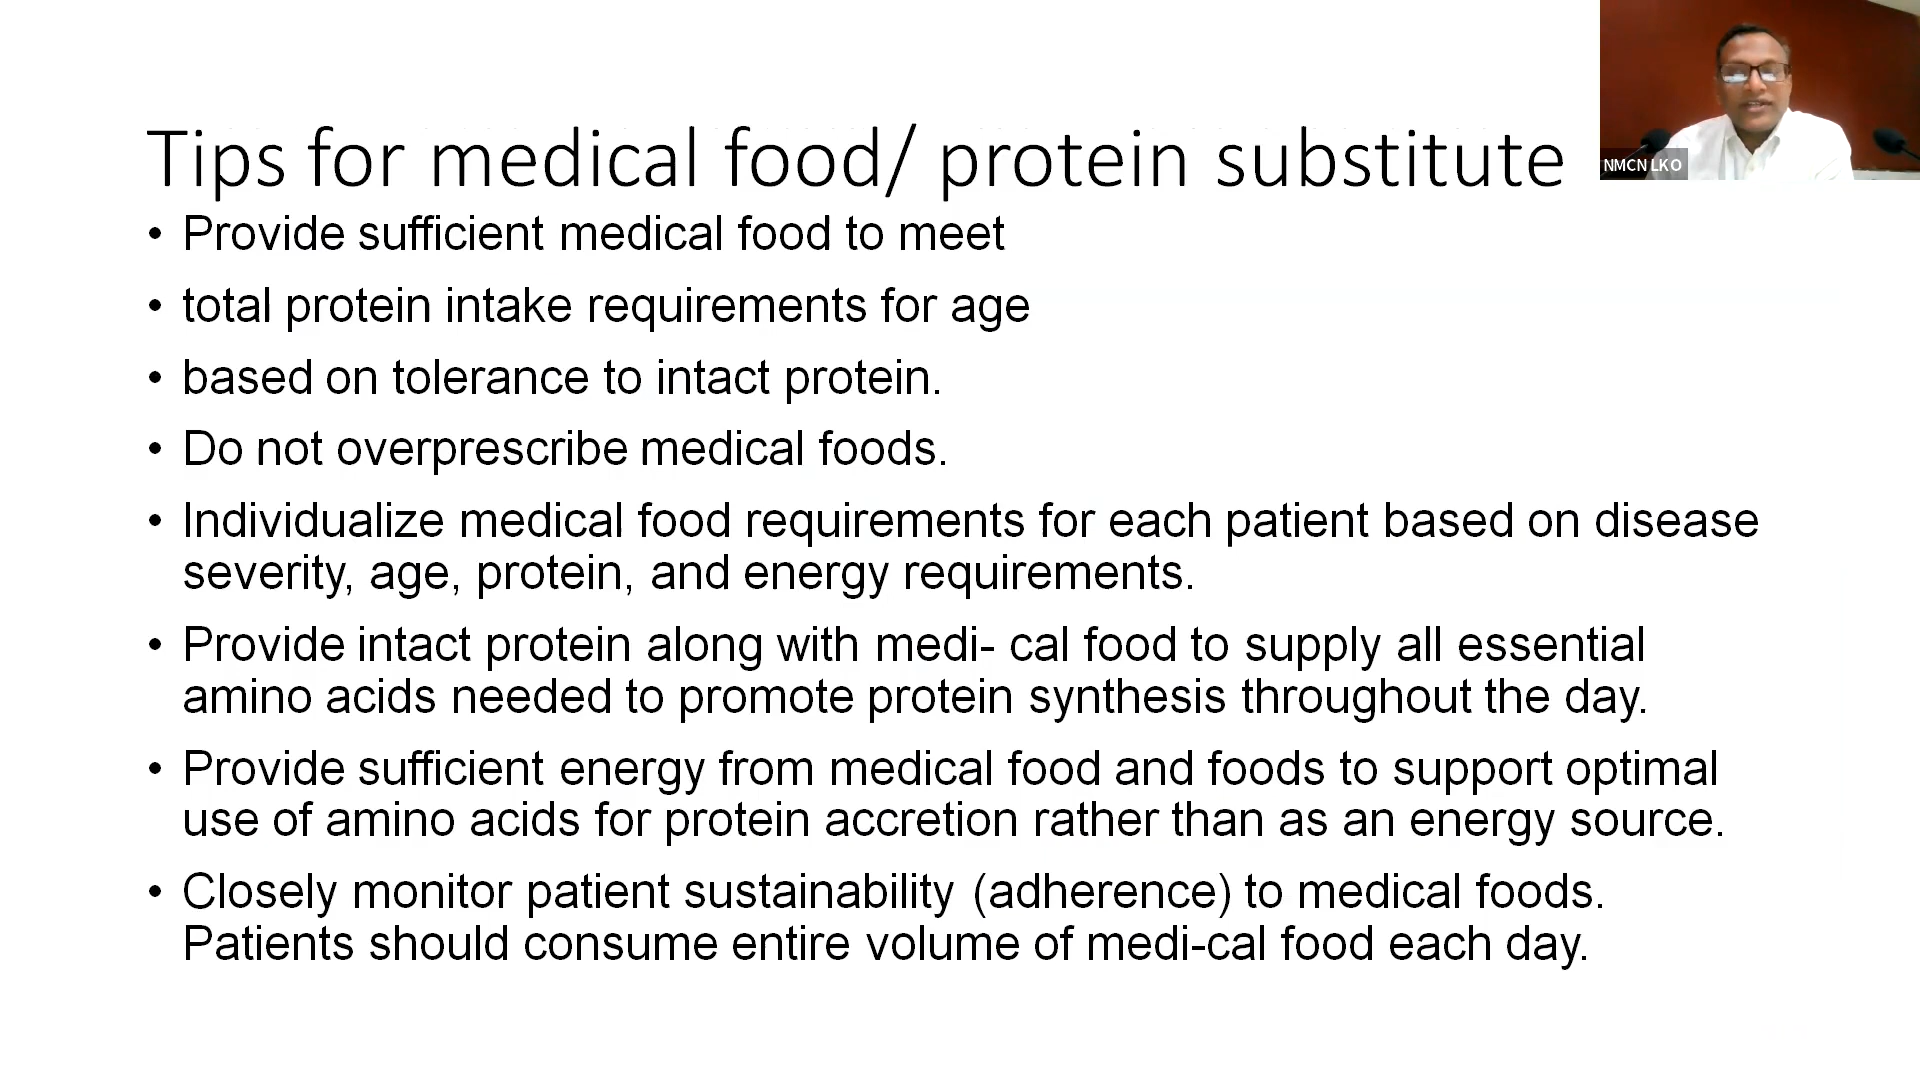 Tips for medical food/ protein substitute
NMCN LKO
• Provide sufficient medical food to meet
• total protein intake requirements for age
• based on tolerance to intact protein.
• Do not overprescribe medical foods.
• Individualize medical food requirements for each patient based on disease
severity, age, protein, and energy requirements.
• Provide intact protein along with medi- cal food to supply all essential
amino acids needed to promote protein synthesis throughout the day.
• Provide sufficient energy from medical food and foods to support optimal
use of amino acids for protein accretion rather than as an energy source.
• Closely monitor patient sustainability (adherence) to medical foods.
Patients should consume entire volume of medi-cal food each day.